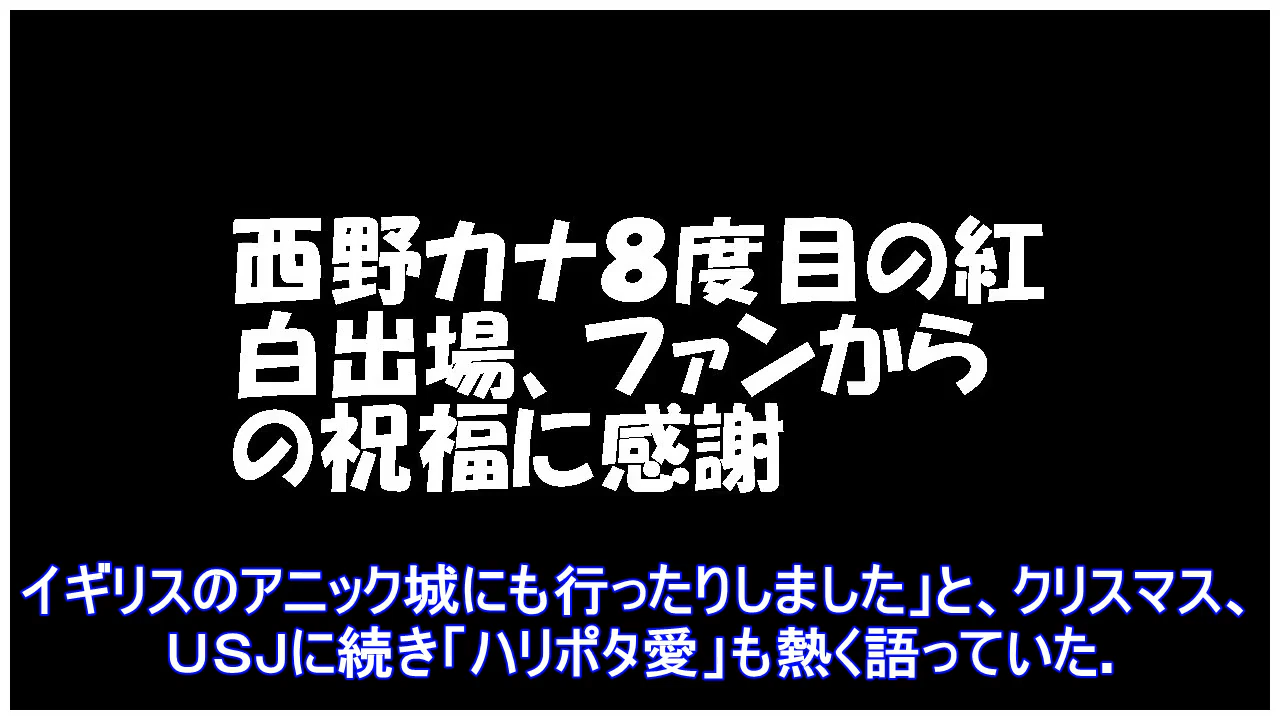 西野カナ8度目の紅
白出場、ファンから
の祝福に感謝
イギリスのアニック城にも行ったりしました」と、クリスマス、
ＵＳＪに続き「ハリポタ愛」も熱く語っていた.